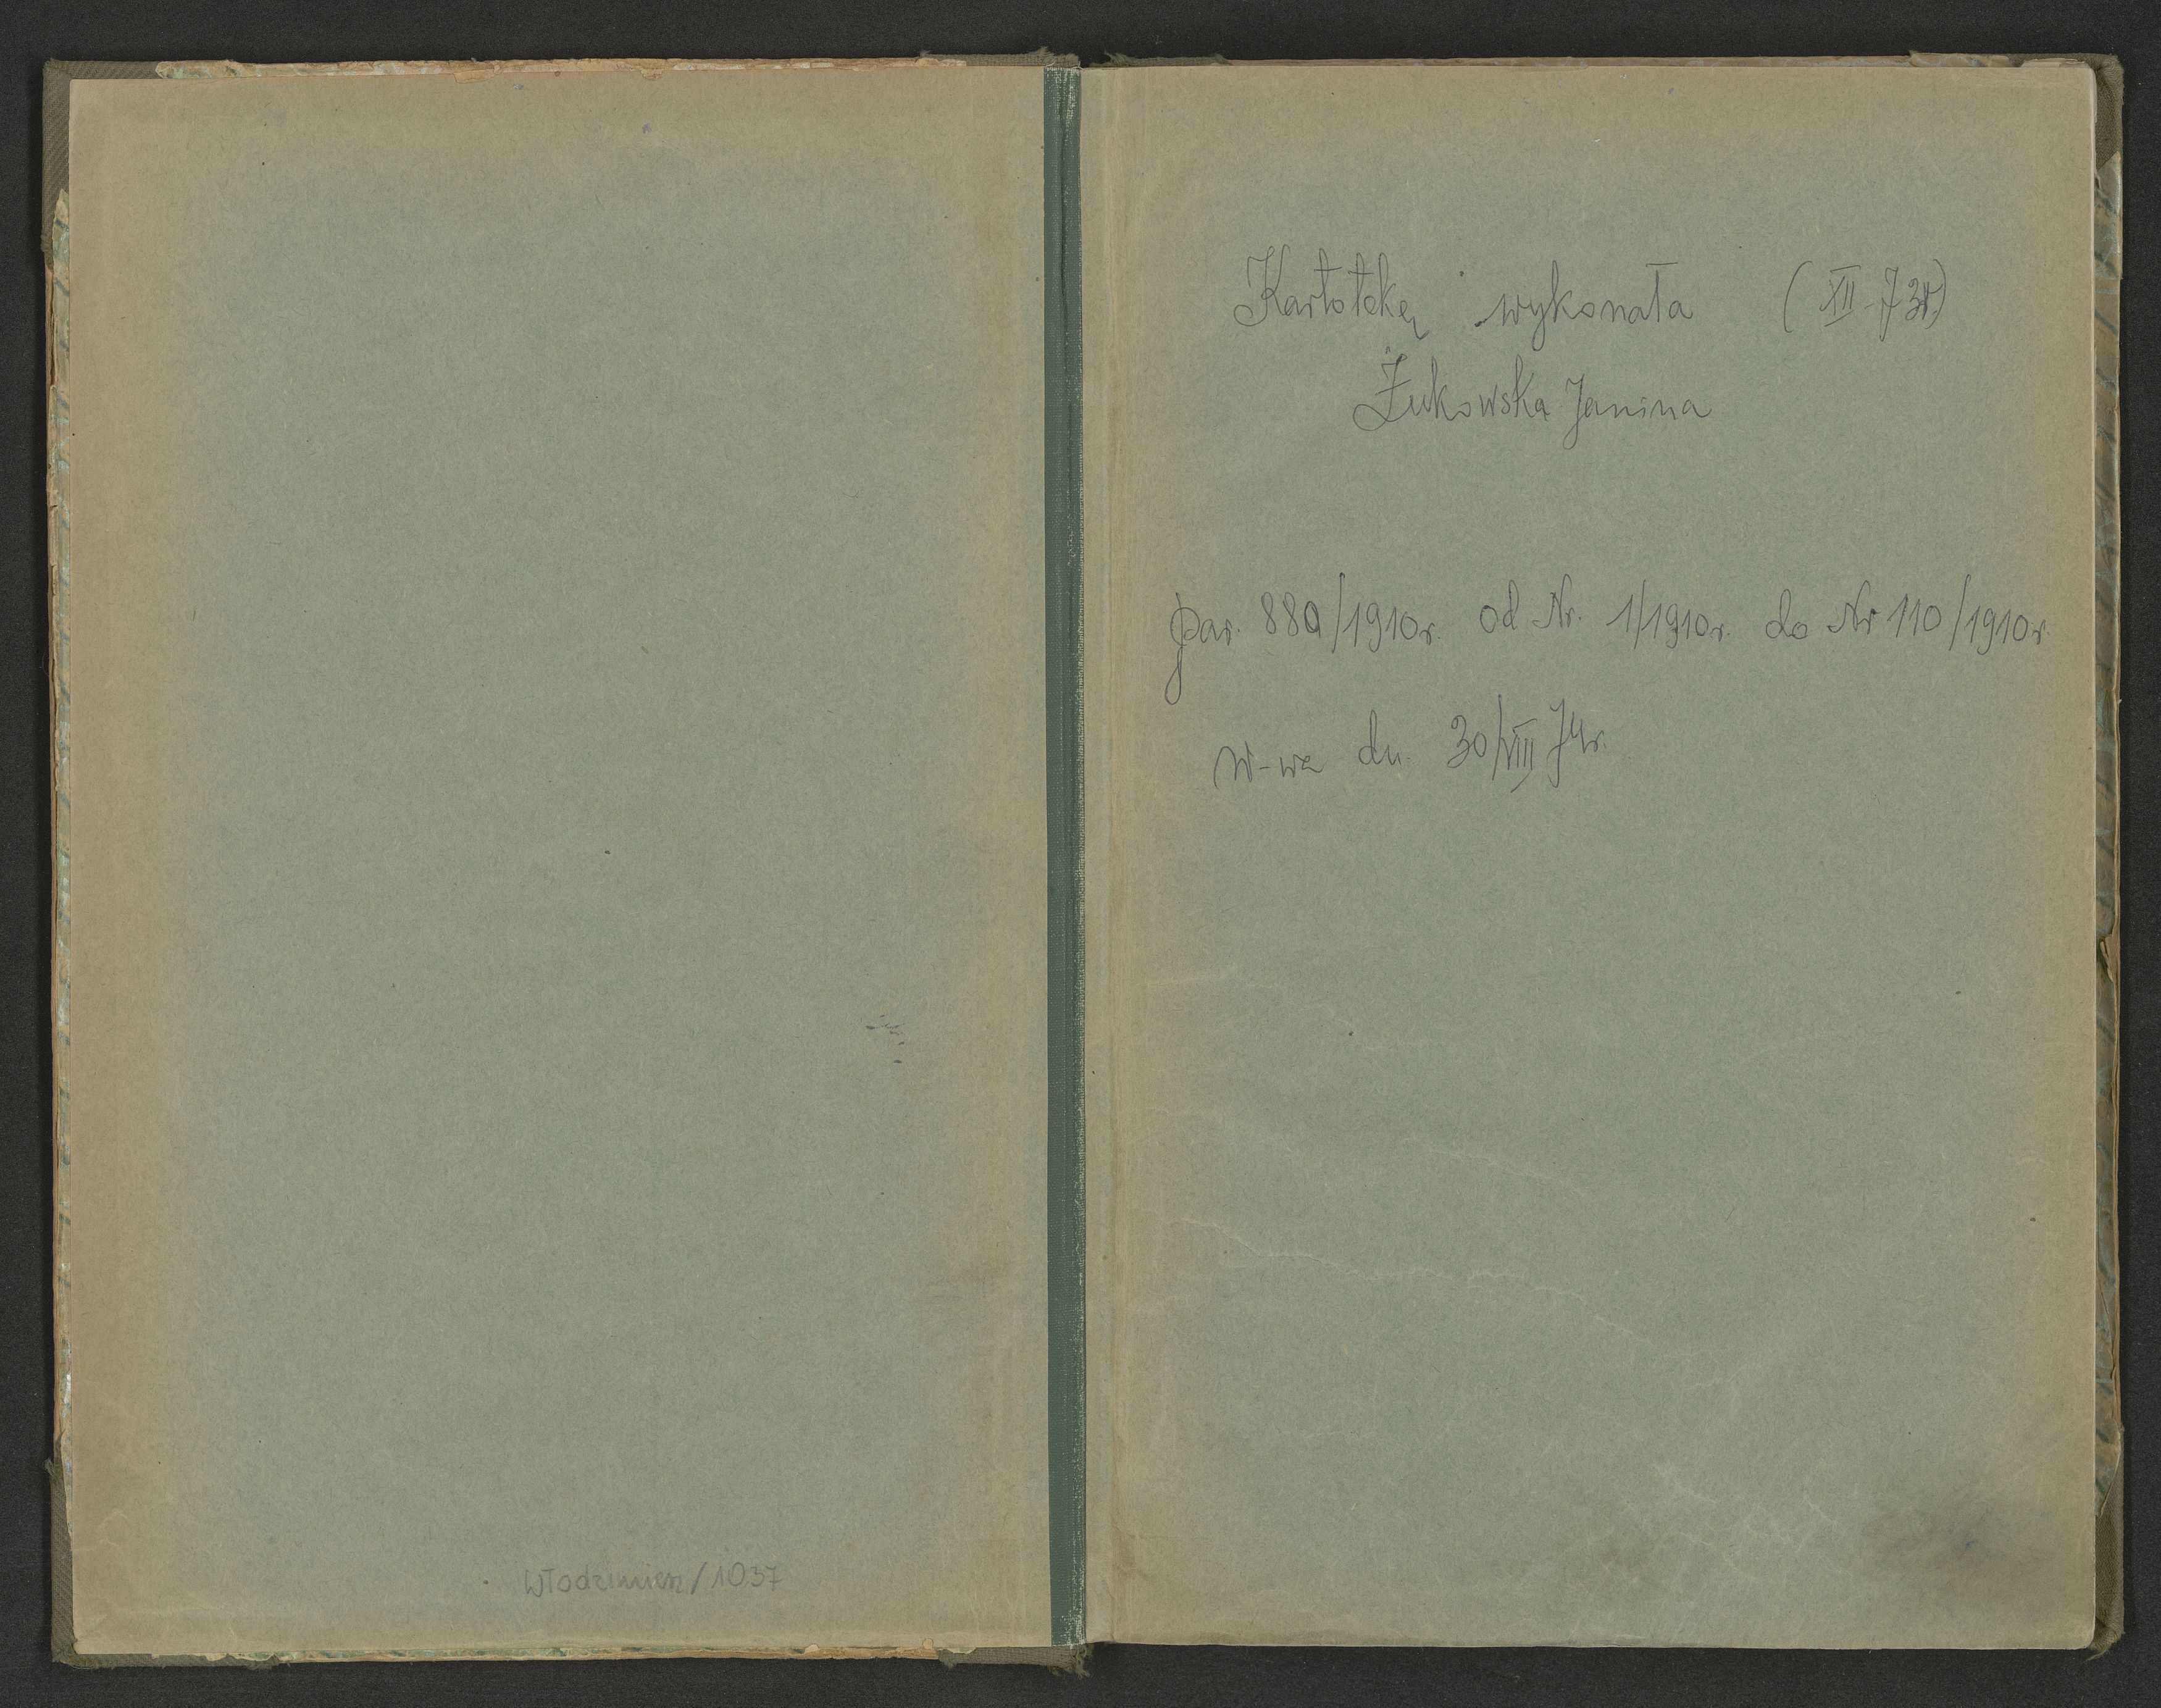 Włodzimierz/1037
Kartotekę wykonała (XII-73r)
Żukowska Janina
par. 880/1910r. od Nr. 1/1910r. do Nr 110/1910r
W-wa dn. 30/VIII 74r.